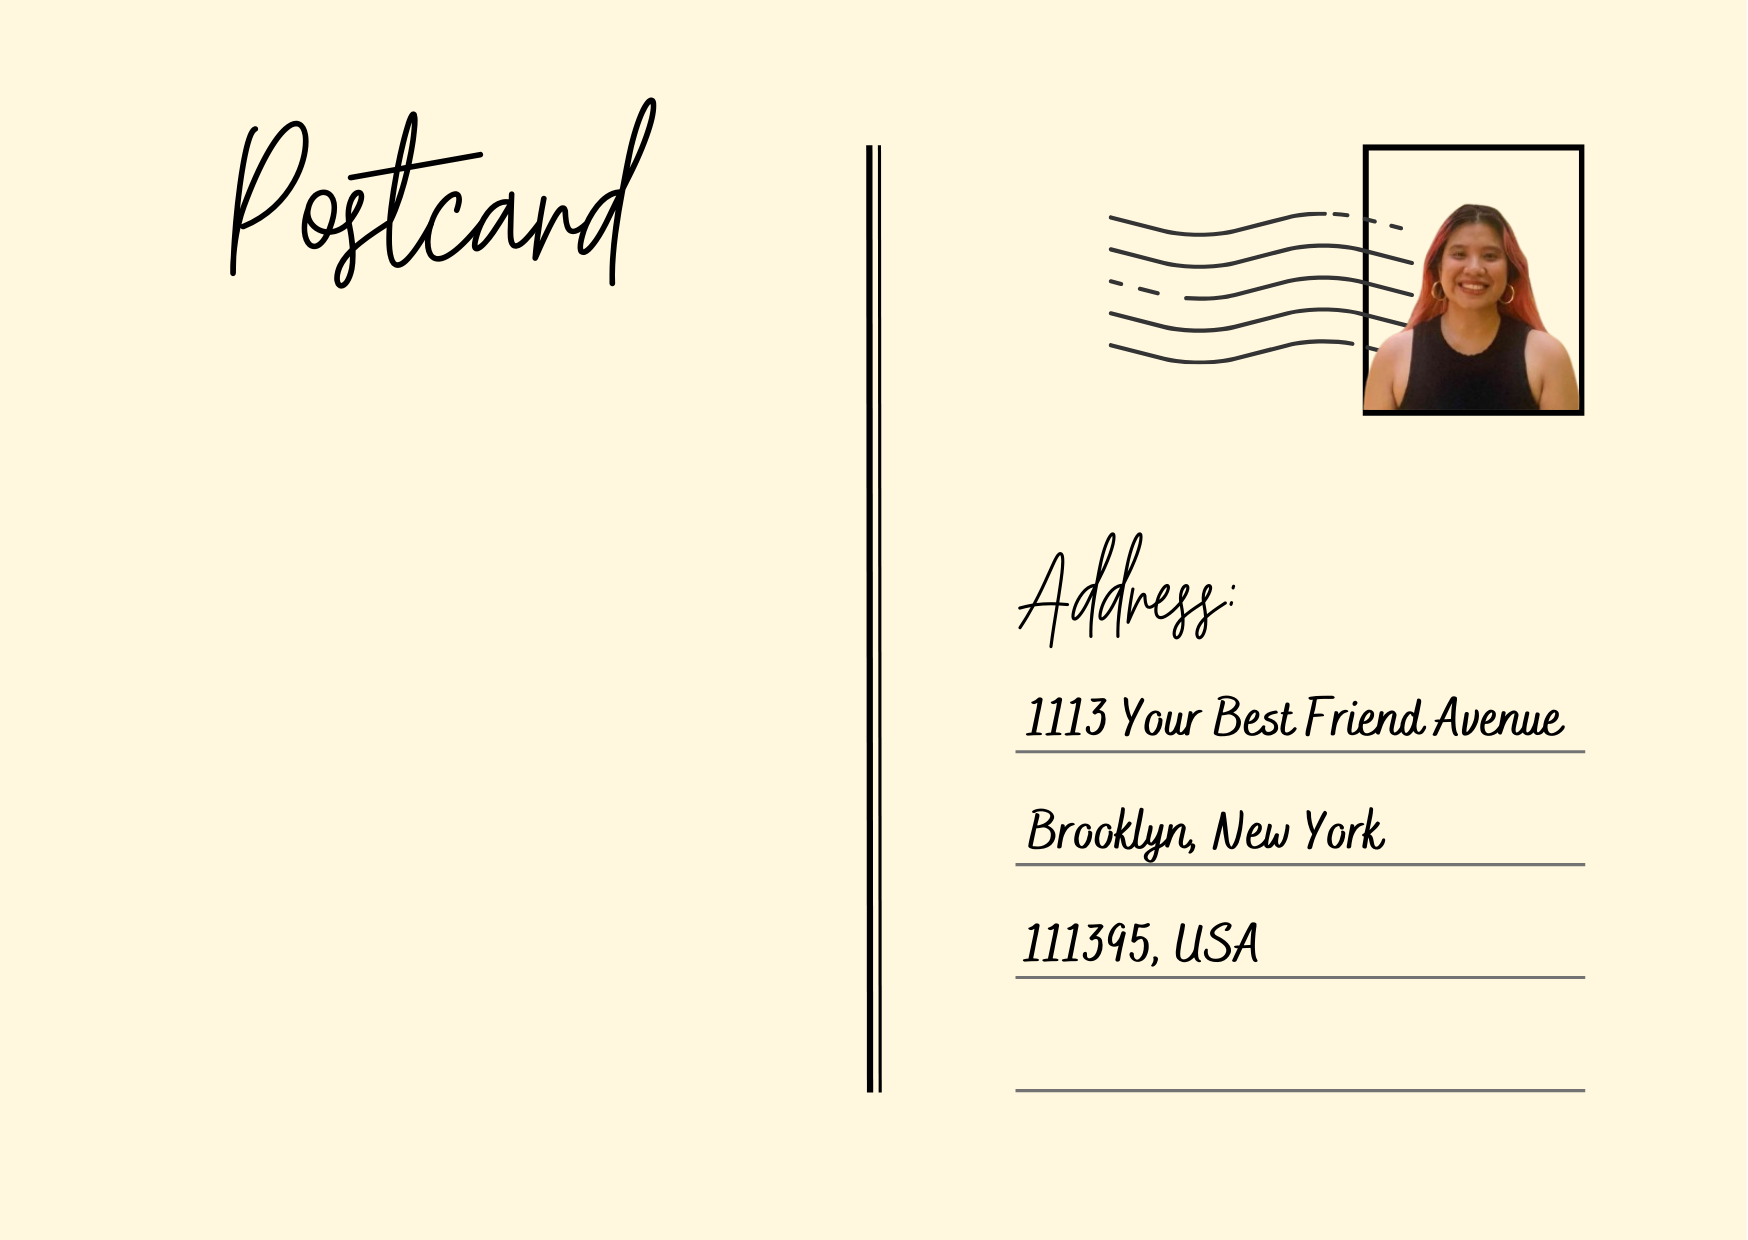 Postcard
Address:
1113 Your Best Friend Avenue
Brooklyn, New York
111395, USA